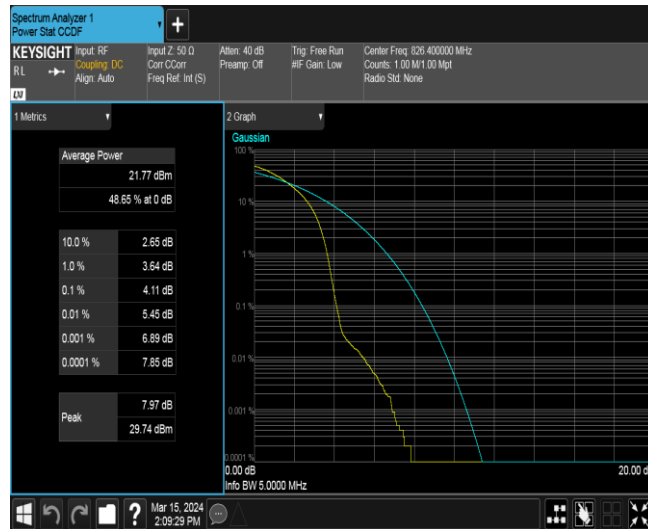 Spectrum Analyzer 1
Power Stat CCDF
+
KEYSIGHT Input: RF Input Z: 50 Ω Atten: 40 dB Trig: Free Run Center Freq: 826.400000 MHz
RL Coupling: DC Corr CCorr Preamp: Off #IF Gain: Low Counts: 1.00 M/1.00 Mpt
Align: Auto Freq Ref: Int (S) Radio Std: None
LXI
1 Metrics
Average Power
21.77 dBm
48.65 % at 0 dB
10.0 % 2.65 dB
1.0 % 3.64 dB
0.1 % 4.11 dB
0.01 % 5.45 dB
0.001 % 6.89 dB
0.0001 % 7.85 dB
Peak 7.97 dB
29.74 dBm
2 Graph
Gaussian
100 %
10 %
1 %
0.1 %
0.01 %
0.001 %
0.0001 %
0.00 dB 20.00 d
Info BW 5.0000 MHz
? Mar 15, 2024
2:09:29 PM